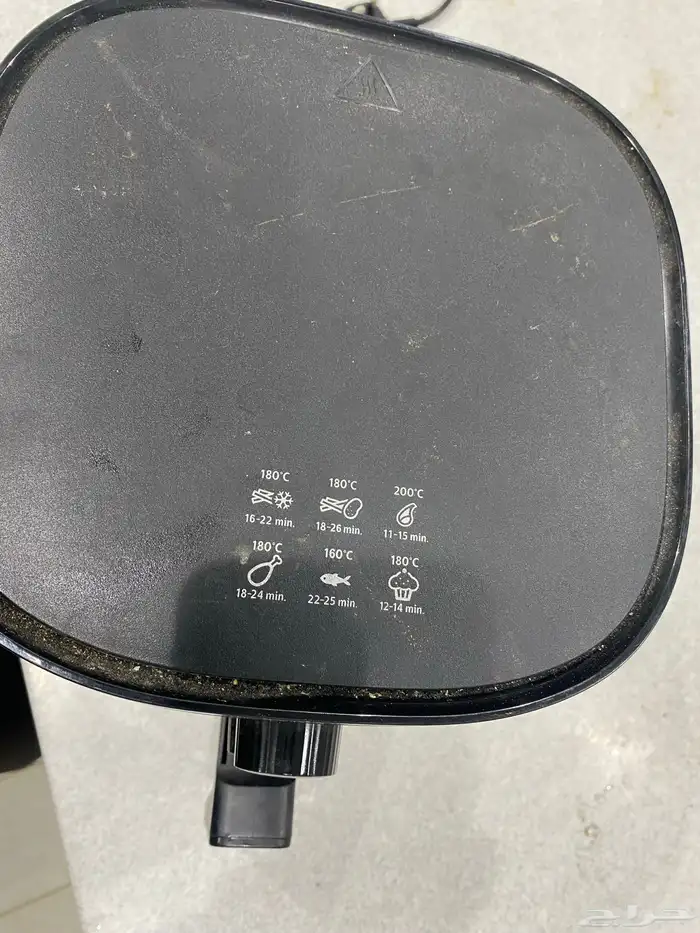 180°C 180°C 200°C
16-22 min. 18-26 min. 11-15 min.
180°C 160°C 180°C
18-24 min. 22-25 min. 12-14 min.
حراج